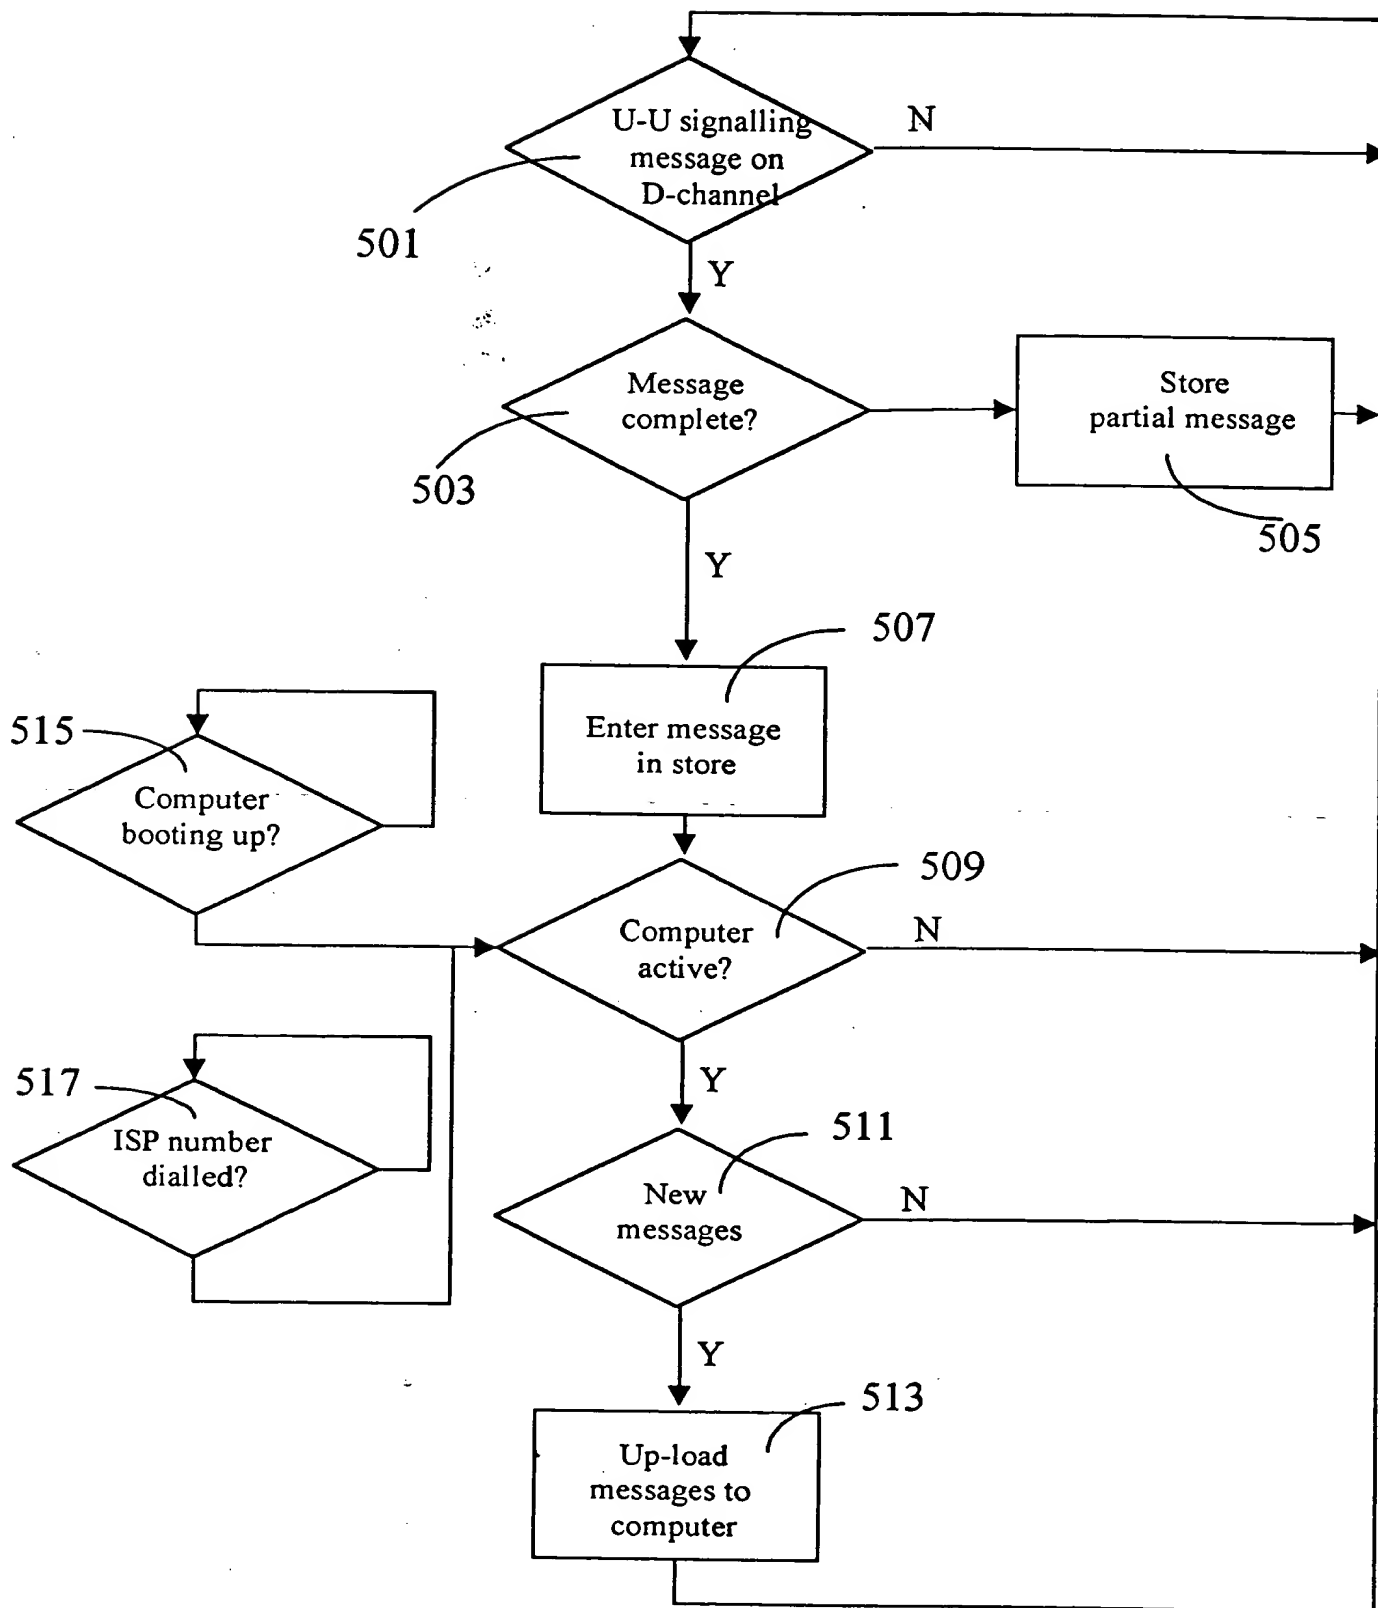 U-U signalling
message on
D-channel
N
501
Y
Message
complete?
503
Store
partial message
505
Y
507
Enter message
in store
515
Computer
booting up?
509
Computer
active?
N
Y
517
ISP number
dialled?
511
New
messages
N
Y
513
Up-load
messages to
computer